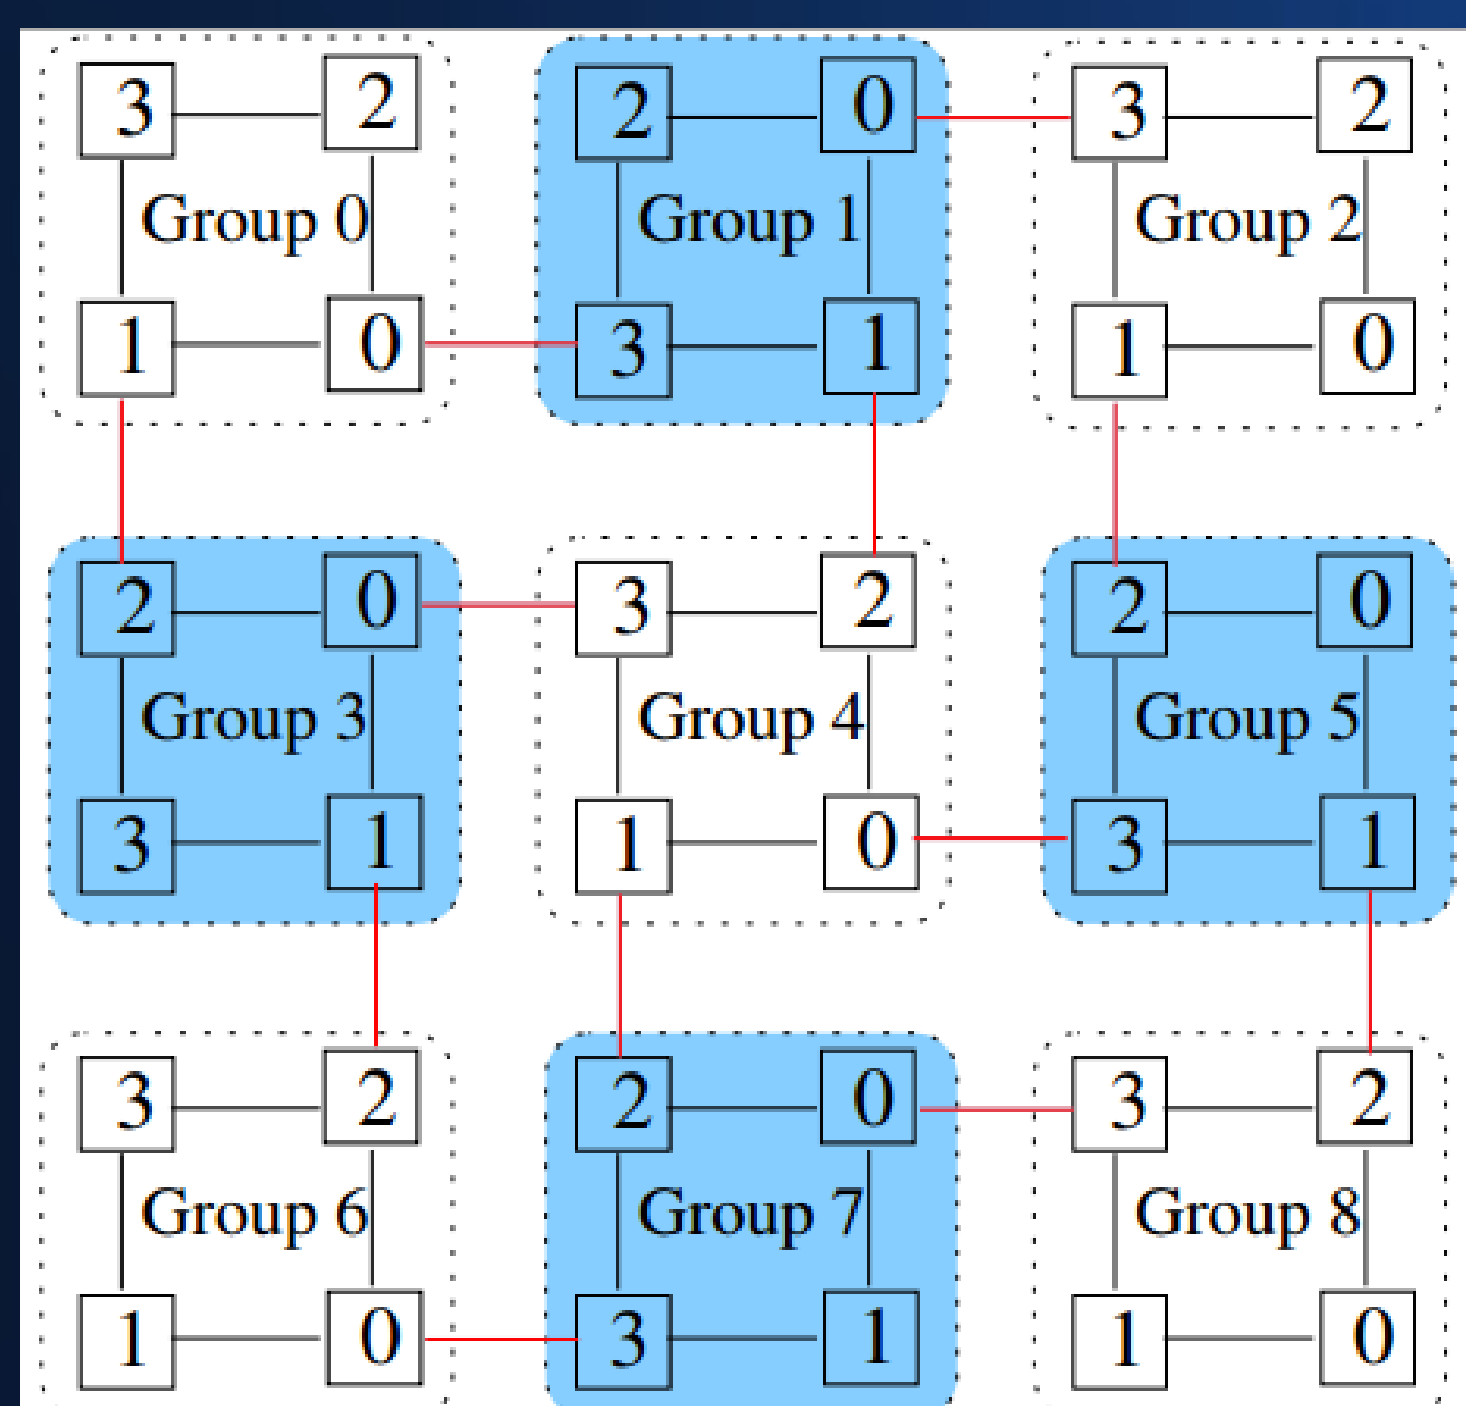 3 2 2 0 3 2
Group 0 Group 1 Group 2
1 0 3 1 1 0
2 0 3 2 2 0
Group 3 Group 4 Group 5
3 1 1 0 3 1
3 2 2 0 3 2
Group 6 Group 7 Group 8
1 0 3 1 1 0